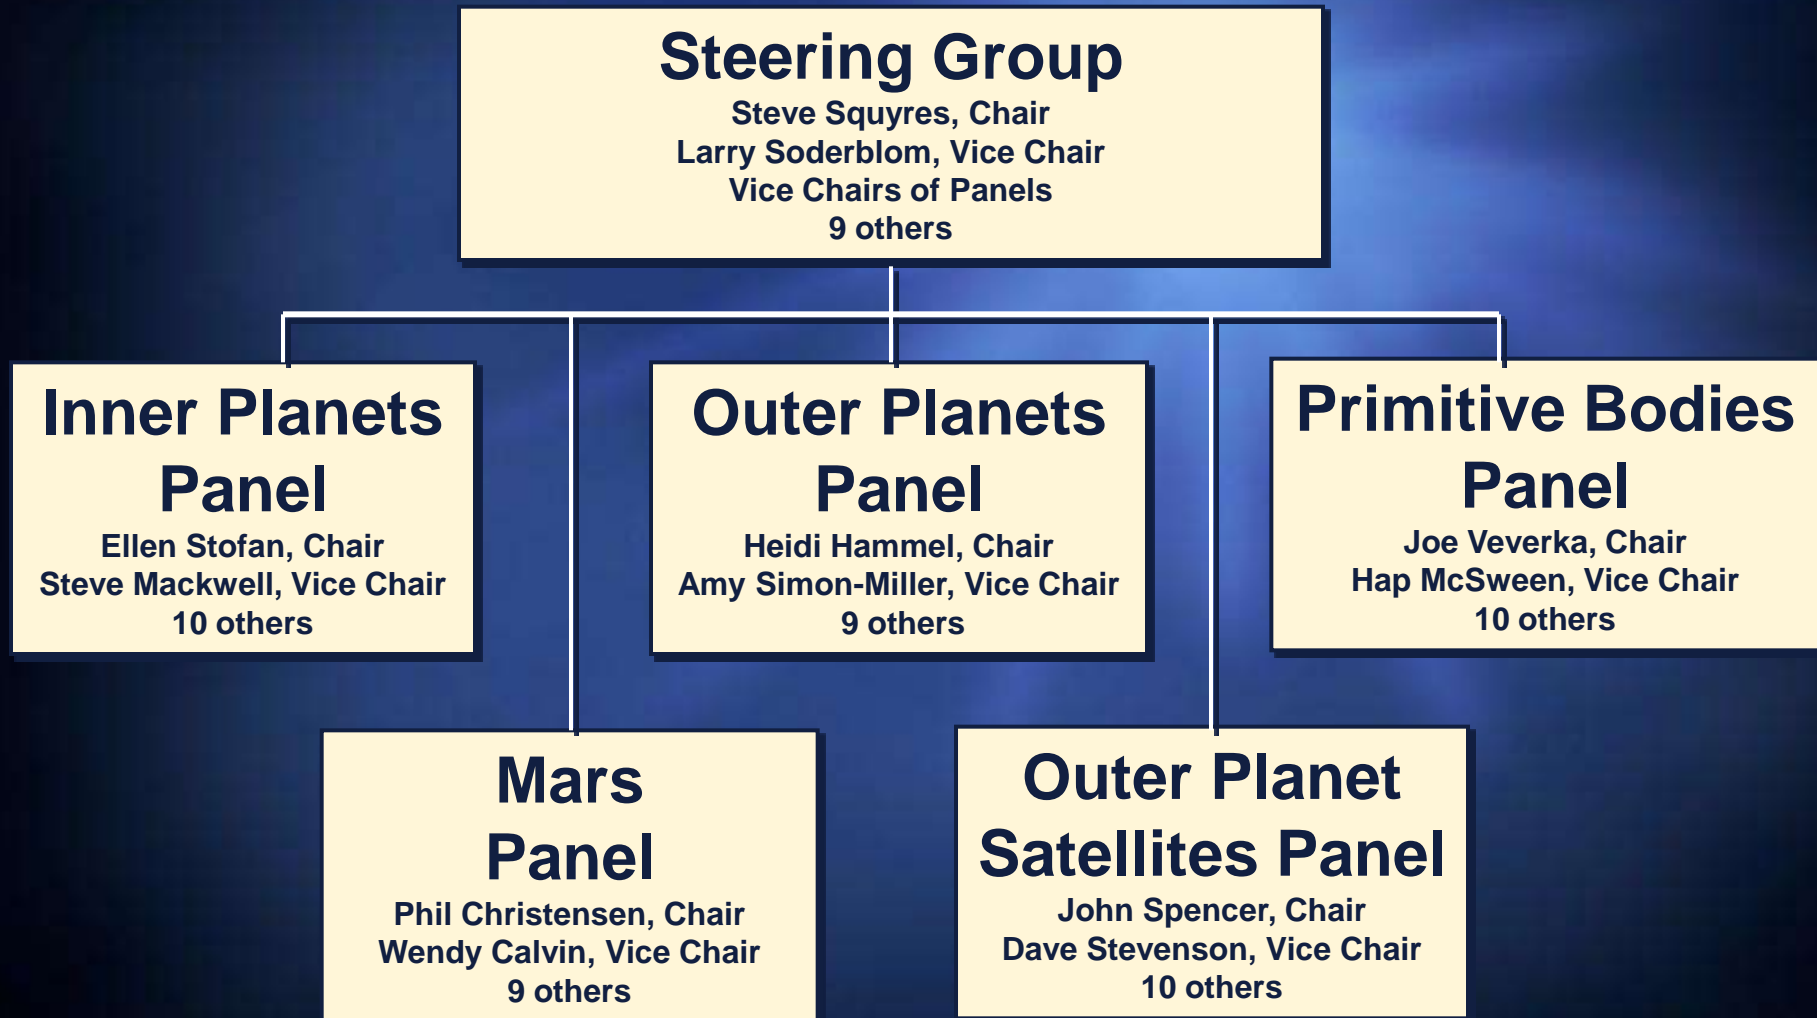 Steering Group
Steve Squyres, Chair
Larry Soderblom, Vice Chair
Vice Chairs of Panels
9 others
Inner Planets
Panel
Ellen Stofan, Chair
Steve Mackwell, Vice Chair
10 others
Outer Planets
Panel
Heidi Hammel, Chair
Amy Simon-Miller, Vice Chair
9 others
Primitive Bodies
Panel
Joe Veverka, Chair
Hap McSween, Vice Chair
10 others
Mars
Panel
Phil Christensen, Chair
Wendy Calvin, Vice Chair
9 others
Outer Planet
Satellites Panel
John Spencer, Chair
Dave Stevenson, Vice Chair
10 others